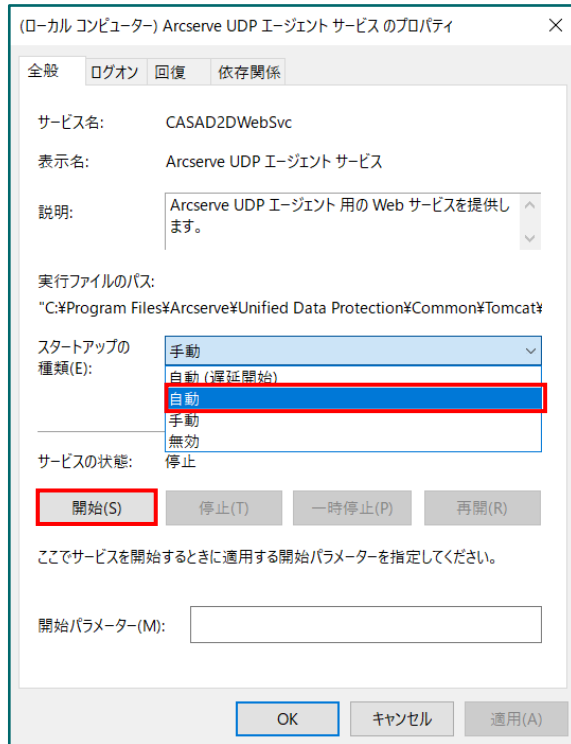 (ローカル コンピューター) Arcserve UDP エージェント サービス のプロパティ
全般 ログオン 回復 依存関係
サービス名: CASAD2DWebSvc
表示名: Arcserve UDP エージェント サービス
説明: Arcserve UDP エージェント 用の Web サービスを提供し
ます。
実行ファイルのパス:
"C:¥Program Files¥Arcserve¥Unified Data Protection¥Common¥Tomcat¥
スタートアップの
種類(E): 手動
自動 (遅延開始)
自動
手動
無効
サービスの状態: 停止
開始(S) 停止(T) 一時停止(P) 再開(R)
ここでサービスを開始するときに適用する開始パラメーターを指定してください。
開始パラメーター(M):
OK キャンセル 適用(A)